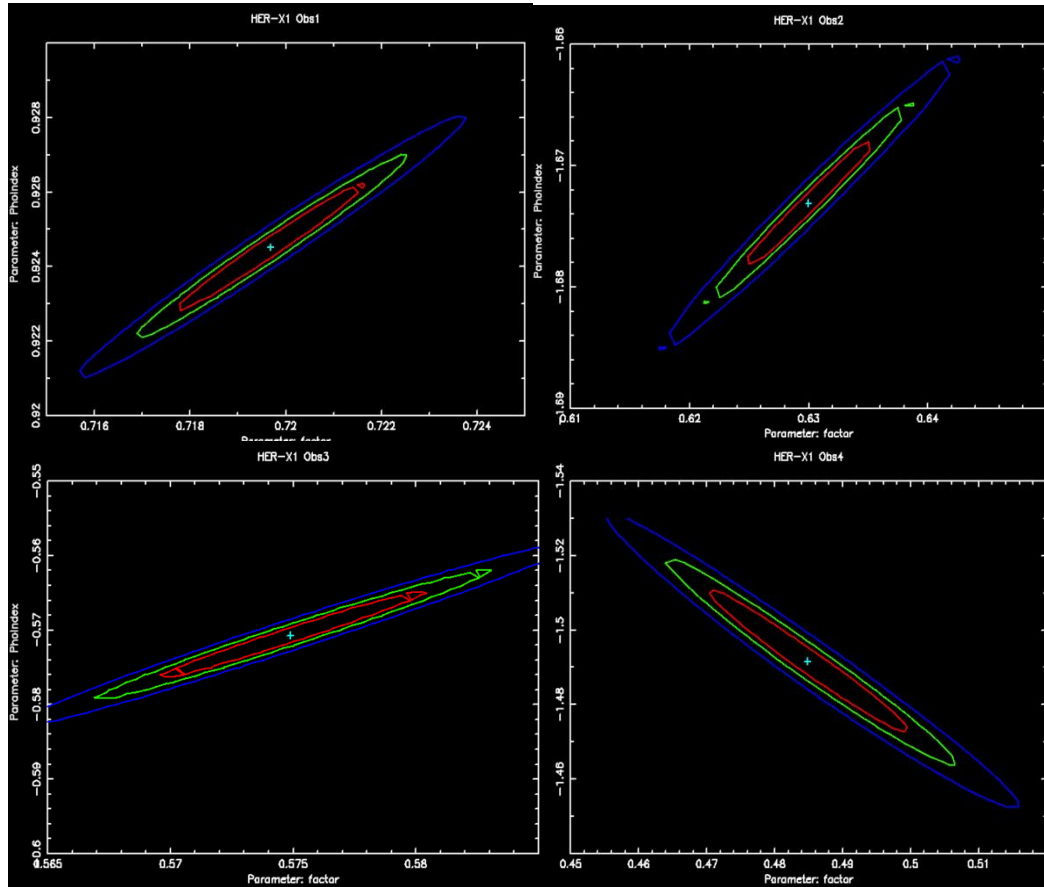 HER-X1 Obs1
Parameter: PhoIndex
0.928
0.926
0.924
0.922
0.92
0.716 0.718 0.72 0.722 0.724
Parameter: factor
HER-X1 Obs2
Parameter: PhoIndex
-1.66
-1.67
-1.68
-1.69
0.61 0.62 0.63 0.64
Parameter: factor
HER-X1 Obs3
Parameter: PhoIndex
-0.55
-0.56
-0.57
-0.58
-0.59
-0.6
0.565 0.57 0.575 0.58
Parameter: factor
HER-X1 Obs4
Parameter: PhoIndex
-1.54
-1.52
-1.5
-1.48
-1.46
0.45 0.46 0.47 0.48 0.49 0.5 0.51
Parameter: factor